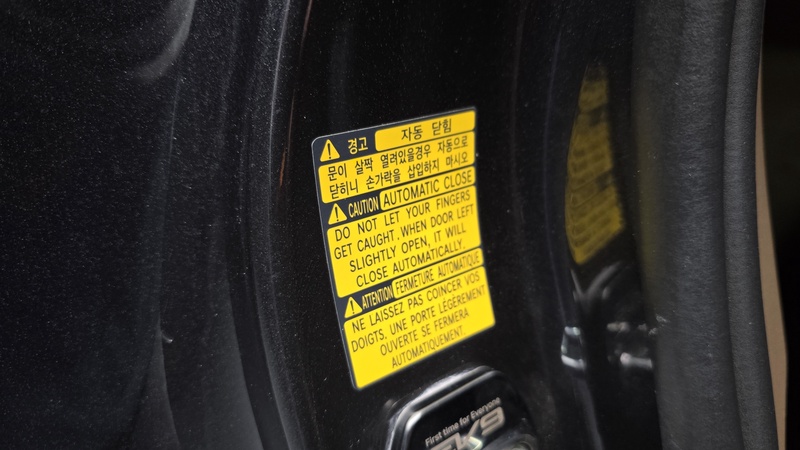 경고 자동 닫힘
문이 살짝 열려있을경우 자동으로
닫히니 손가락을 삽입하지 마시오
CAUTION AUTOMATIC CLOSE
DO NOT LET YOUR FINGERS
GET CAUGHT. WHEN DOOR LEFT
SLIGHTLY OPEN, IT WILL
CLOSE AUTOMATICALLY.
ATTENTION FERMETURE AUTOMATIQUE
NE LAISSEZ PAS COINCER VOS
DOIGTS. UNE PORTE LÉGÈREMENT
OUVERTE SE FERMERA
AUTOMATIQUEMENT.
First time for Everyone
K9